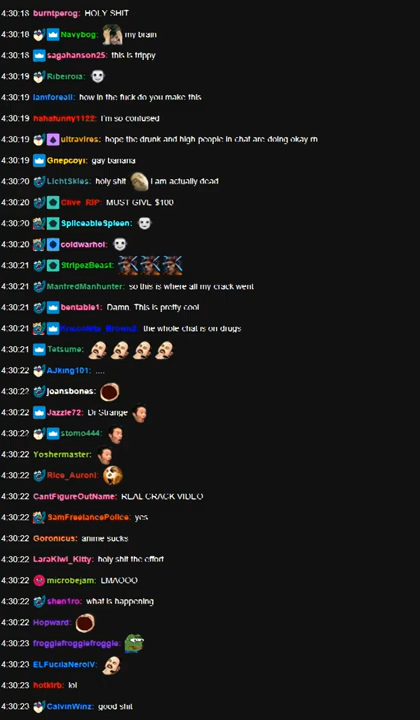 4:30:18 burntperog: HOLY SHIT
4:30:18 Navybog: my brain
4:30:18 sagahanson25: this is trippy
4:30:19 Ribeiroia:
4:30:19 iamforeall: how in the fuck do you make this
4:30:19 hahafunny1122: I'm so confused
4:30:19 ultravires: hope the drunk and high people in chat are doing okay rn
4:30:19 Gnepcoyi: gay banana
4:30:20 LichtSkies: holy shit I am actually dead
4:30:20 Clive_RIP: MUST GIVE $100
4:30:20 SpliceableSpleen:
4:30:20 coldwarhol:
4:30:21 StripezBeast:
4:30:21 ManfredManhunter: so this is where all my crack went
4:30:21 bentable1: Damn. This is pretty cool
4:30:21 the whole chat is on drugs
4:30:21 Tetsume:
4:30:22 AJking101: ....
4:30:22 joansbones:
4:30:22 Jazzle72: Dr Strange
4:30:22 stomo444:
4:30:22 Yoshermaster:
4:30:22 Rice_Auroni:
4:30:22 CantFigureOutName: REAL CRACK VIDEO
4:30:22 SamFreelancePolice: yes
4:30:22 Goronicus: anime sucks
4:30:22 LaraKiwi_Kitty: holy shit the effort
4:30:22 microbejam: LMAOOO
4:30:22 shen1ro: what is happening
4:30:22 Hopward:
4:30:23 froggiefroggiefroggie:
4:30:23 ELFucilaNeroIV:
4:30:23 hotkirb: lol
4:30:23 CalvinWinz: good shit